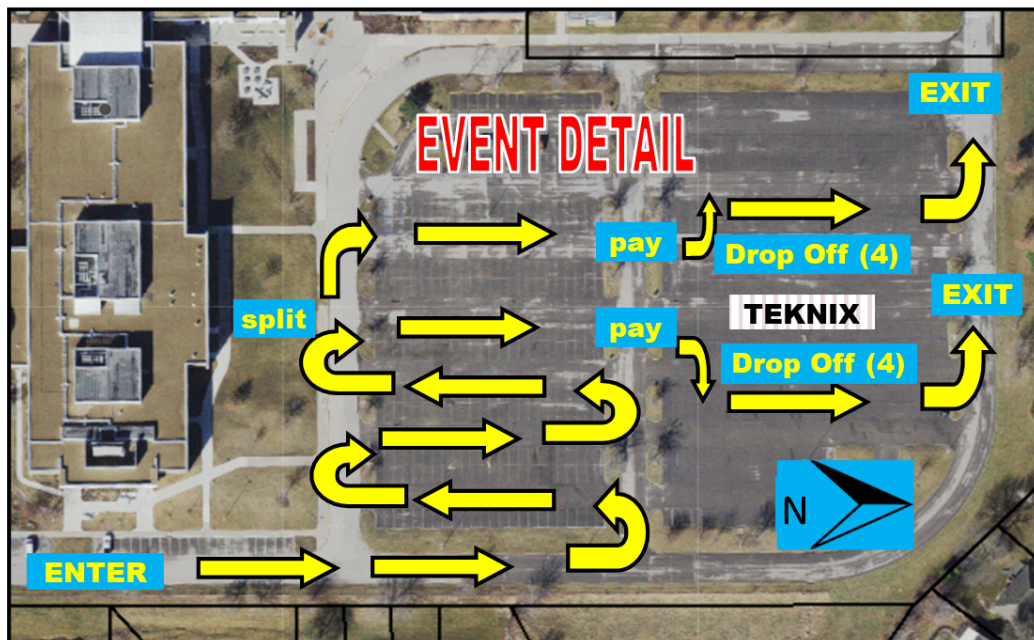 EXIT
EVENT DETAIL
pay
Drop Off (4)
EXIT
split
pay
TEKNIX
Drop Off (4)
N
ENTER